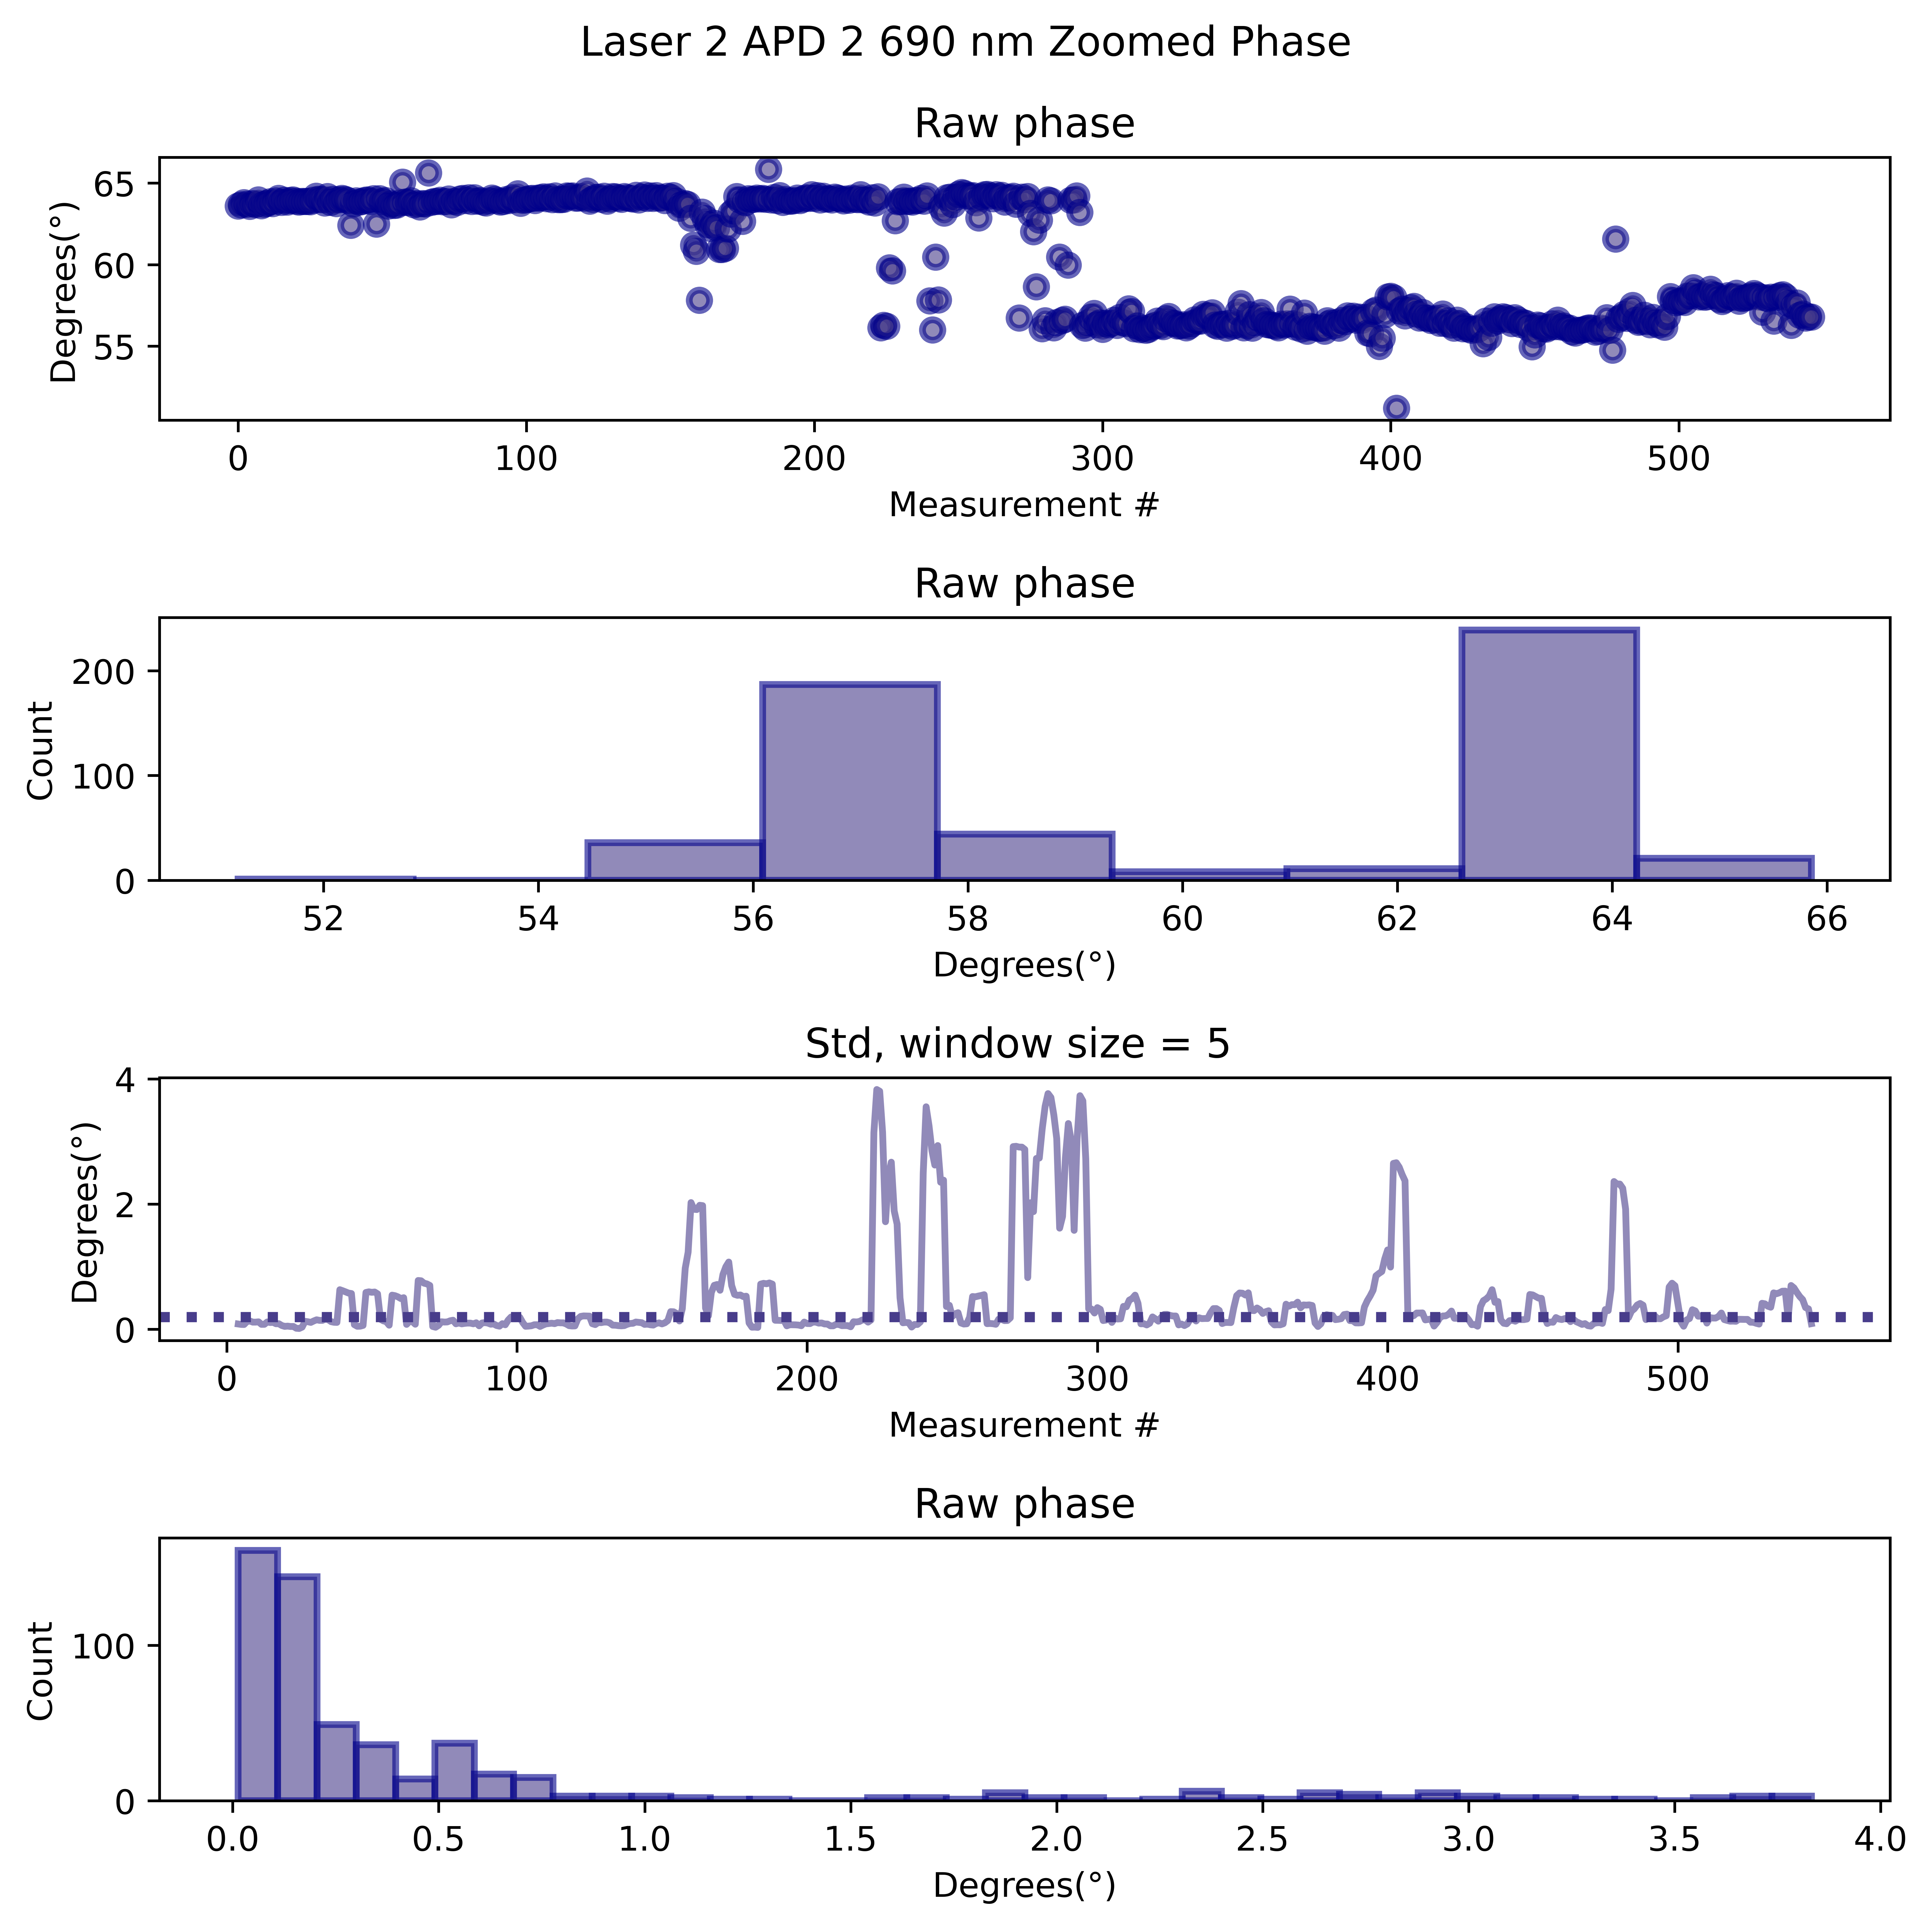 Laser 2 APD 2 690 nm Zoomed Phase
Raw phase
Degrees(°)
65
60
55
0 100 200 300 400 500
Measurement #
Raw phase
Count
200
100
0
52 54 56 58 60 62 64 66
Degrees(°)
Std, window size = 5
Degrees(°)
4
2
0
0 100 200 300 400 500
Measurement #
Raw phase
Count
100
0
0.0 0.5 1.0 1.5 2.0 2.5 3.0 3.5 4.0
Degrees(°)